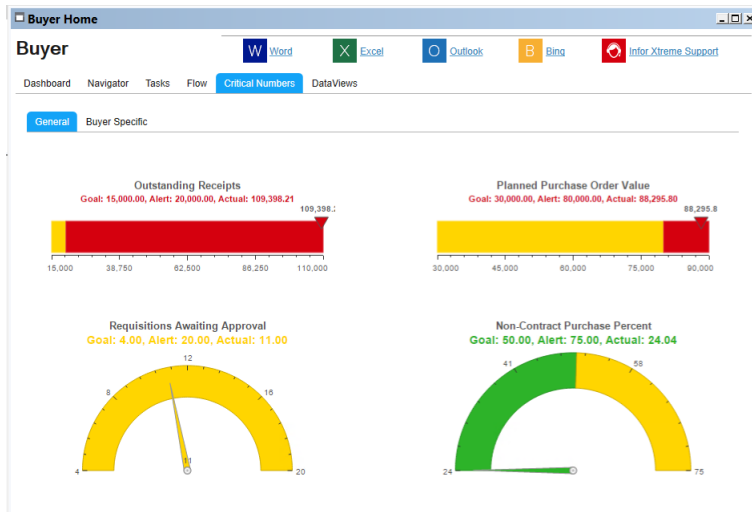 Buyer Home
Buyer
W Word
X Excel
O Outlook
B Bing
Infor Xtreme Support
Dashboard Navigator Tasks Flow Critical Numbers DataViews
General Buyer Specific
Outstanding Receipts
Goal: 15,000.00, Alert: 20,000.00, Actual: 109,398.21
109,398.
15,000 38,750 62,500 86,250 110,000
Planned Purchase Order Value
Goal: 30,000.00, Alert: 80,000.00, Actual: 88,295.80
88,295.8
30,000 45,000 60,000 75,000 90,000
Requisitions Awaiting Approval
Goal: 4.00, Alert: 20.00, Actual: 11.00
4 8 12 16 20
11
Non-Contract Purchase Percent
Goal: 50.00, Alert: 75.00, Actual: 24.04
24 41 58 75